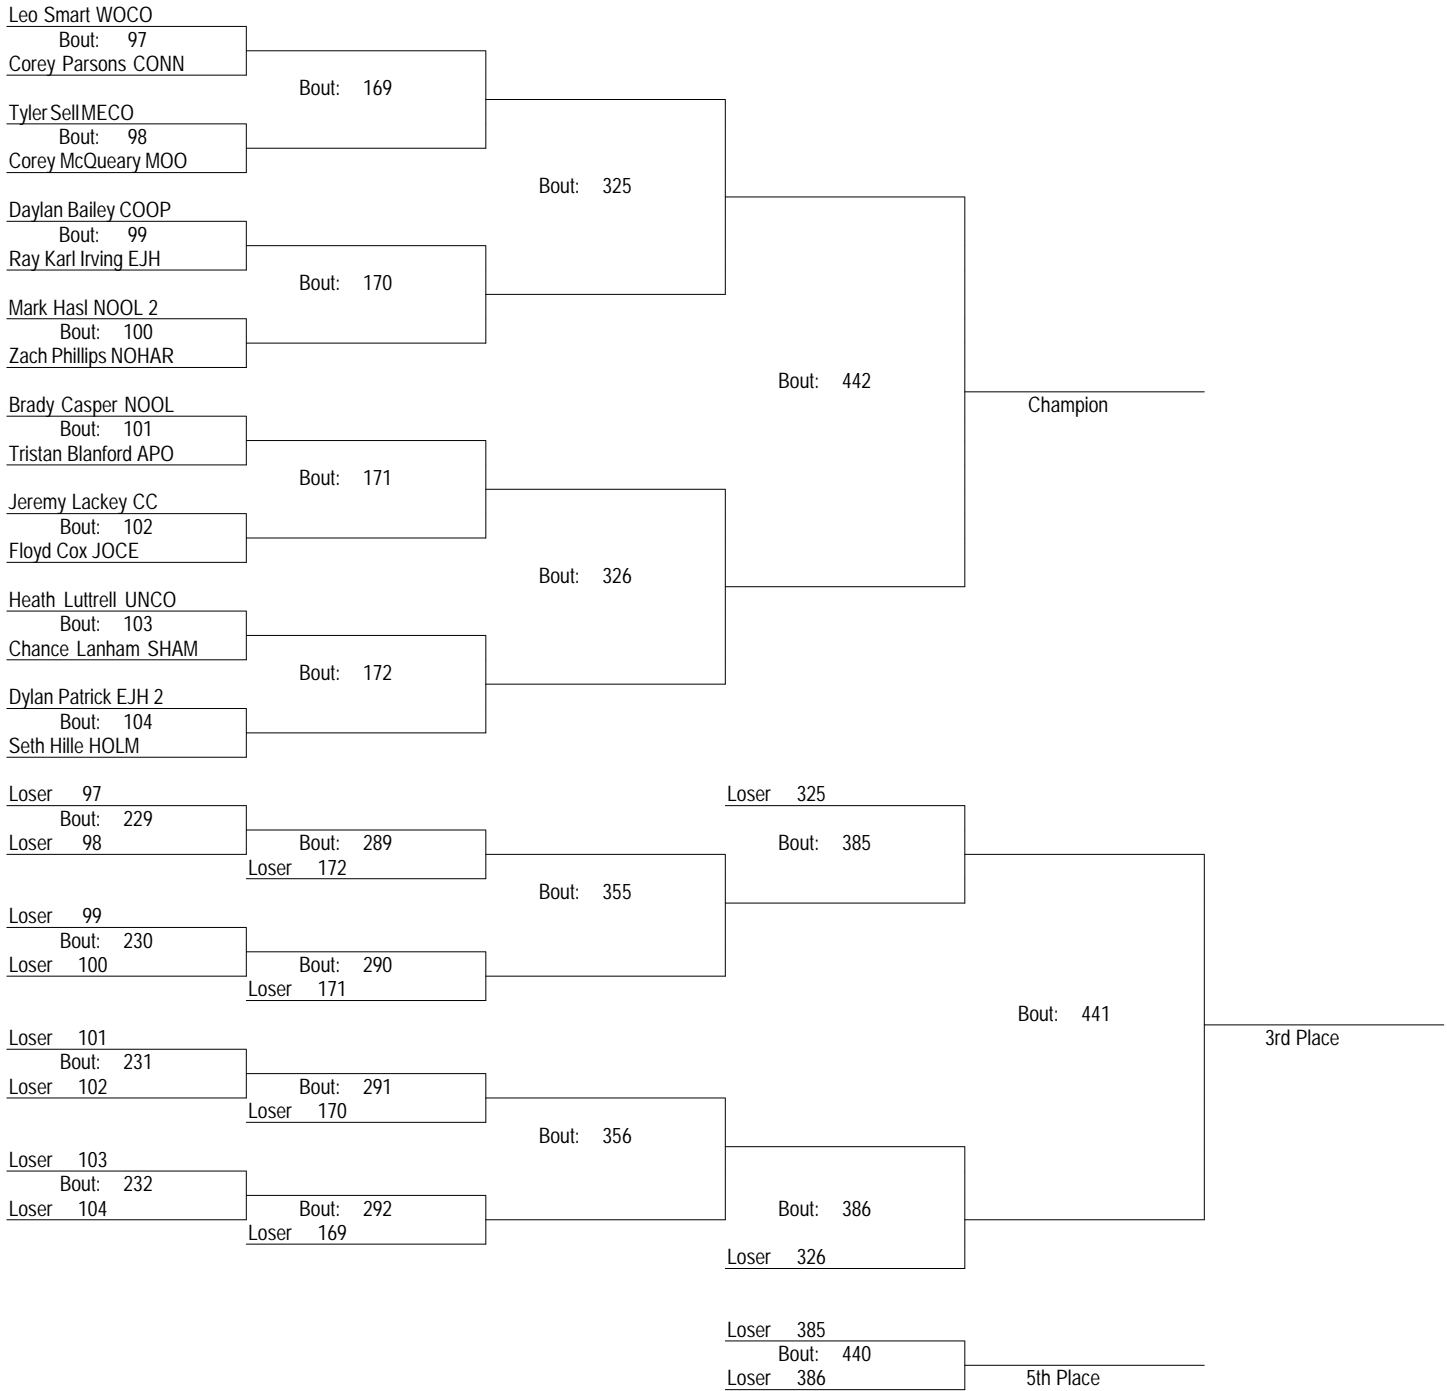 Leo Smart WOCO
Bout: 97
Corey Parsons CONN
Bout: 169
Tyler Sell MECO
Bout: 98
Corey McQueary MOO
Bout: 325
Daylan Bailey COOP
Bout: 99
Ray Karl Irving EJH
Bout: 170
Mark Hasl NOOL 2
Bout: 100
Zach Phillips NOHAR
Bout: 442
Champion
Brady Casper NOOL
Bout: 101
Tristan Blanford APO
Bout: 171
Jeremy Lackey CC
Bout: 102
Floyd Cox JOCE
Bout: 326
Heath Luttrell UNCO
Bout: 103
Chance Lanham SHAM
Bout: 172
Dylan Patrick EJH 2
Bout: 104
Seth Hille HOLM
Loser 97
Bout: 229
Loser 98
Bout: 289
Loser 172
Loser 325
Bout: 385
Bout: 355
Loser 99
Bout: 230
Loser 100
Bout: 290
Loser 171
Bout: 441
3rd Place
Loser 101
Bout: 231
Loser 102
Bout: 291
Loser 170
Bout: 356
Loser 103
Bout: 232
Loser 104
Bout: 292
Loser 169
Bout: 386
Loser 326
Loser 385
Bout: 440
Loser 386
5th Place